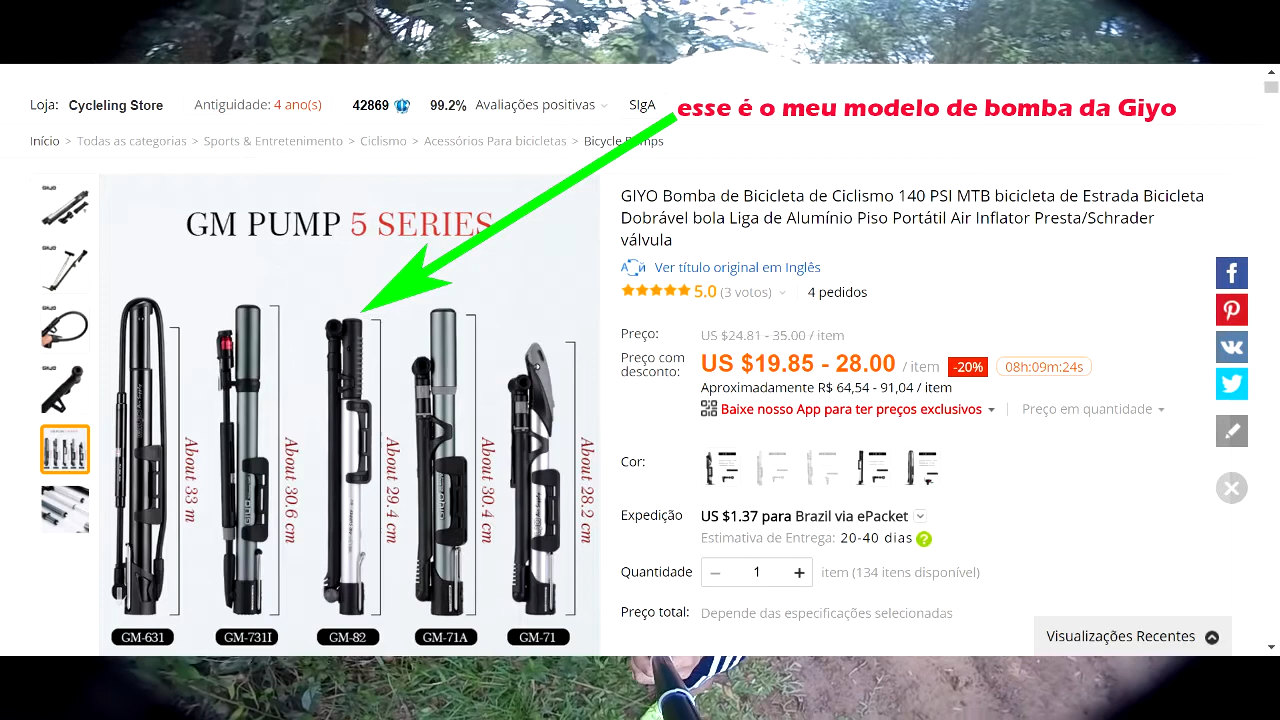 Loja: Cycleling Store Antiguidade: 4 ano(s) 42869 99.2% Avaliações positivas SIgA
esse é o meu modelo de bomba da Giyo
Início > Todas as categorias > Sports & Entretenimento > Ciclismo > Acessórios Para bicicletas > Bicycle
GIYO
GIYO
GIYO
GIYO
GM PUMP 5 SERIES
About 33 m
About 30.6 cm
About 29.4 cm
About 30.4 cm
About 28.2 cm
GIYO
GIYO
GM-631
GM-731I
GM-82
GM-71A
GM-71
GIYO Bomba de Bicicleta de Ciclismo 140 PSI MTB bicicleta de Estrada Bicicleta
Dobrável bola Liga de Alumínio Piso Portátil Air Inflator Presta/Schrader
válvula
Ver título original em Inglês
5.0 (3 votos) 4 pedidos
Preço: US $24.81 - 35.00 / item
Preço com
desconto: US $19.85 - 28.00 / item -20% 08h:09m:24s
Aproximadamente R$ 64,54 - 91,04 / item
Baixe nosso App para ter preços exclusivos Preço em quantidade
Cor:
Expedição US $1.37 para Brazil via ePacket
Estimativa de Entrega: 20-40 dias ?
Quantidade − 1 + item (134 itens disponível)
Preço total: Depende das especificações selecionadas
Visualizações Recentes